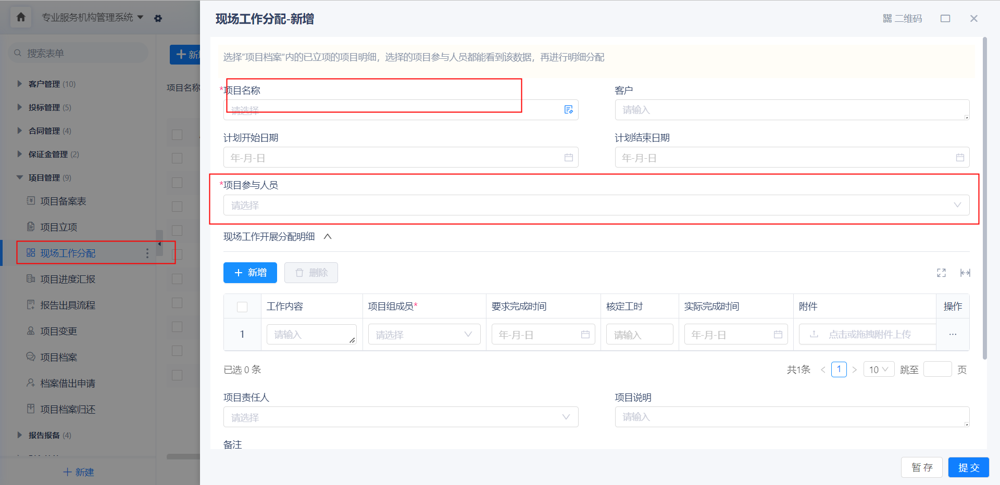 专业服务机构管理系统
搜索表单
客户管理 (10)
投标管理 (5)
合同管理 (4)
保证金管理 (2)
项目管理 (9)
项目备案表
项目立项
现场工作分配
项目进度汇报
报告出具流程
项目变更
项目档案
档案借出申请
项目档案归还
报告报备 (4)
新建
项目名称
现场工作分配-新增
二维码
选择"项目档案"内的已立项的项目明细，选择的项目参与人员都能看到该数据，再进行明细分配
*项目名称
请选择
客户
请输入
计划开始日期
年-月-日
计划结束日期
年-月-日
*项目参与人员
请选择
现场工作开展分配明细
新增 删除
工作内容 项目组成员* 要求完成时间 核定工时 实际完成时间 附件 操作
1 请输入 请选择 年-月-日 请输入 年-月-日 点击或拖拽附件上传 ...
已选 0 条
共1条 < 1 > 10 跳至 页
项目责任人
请选择
项目说明
请输入
备注
暂存 提交